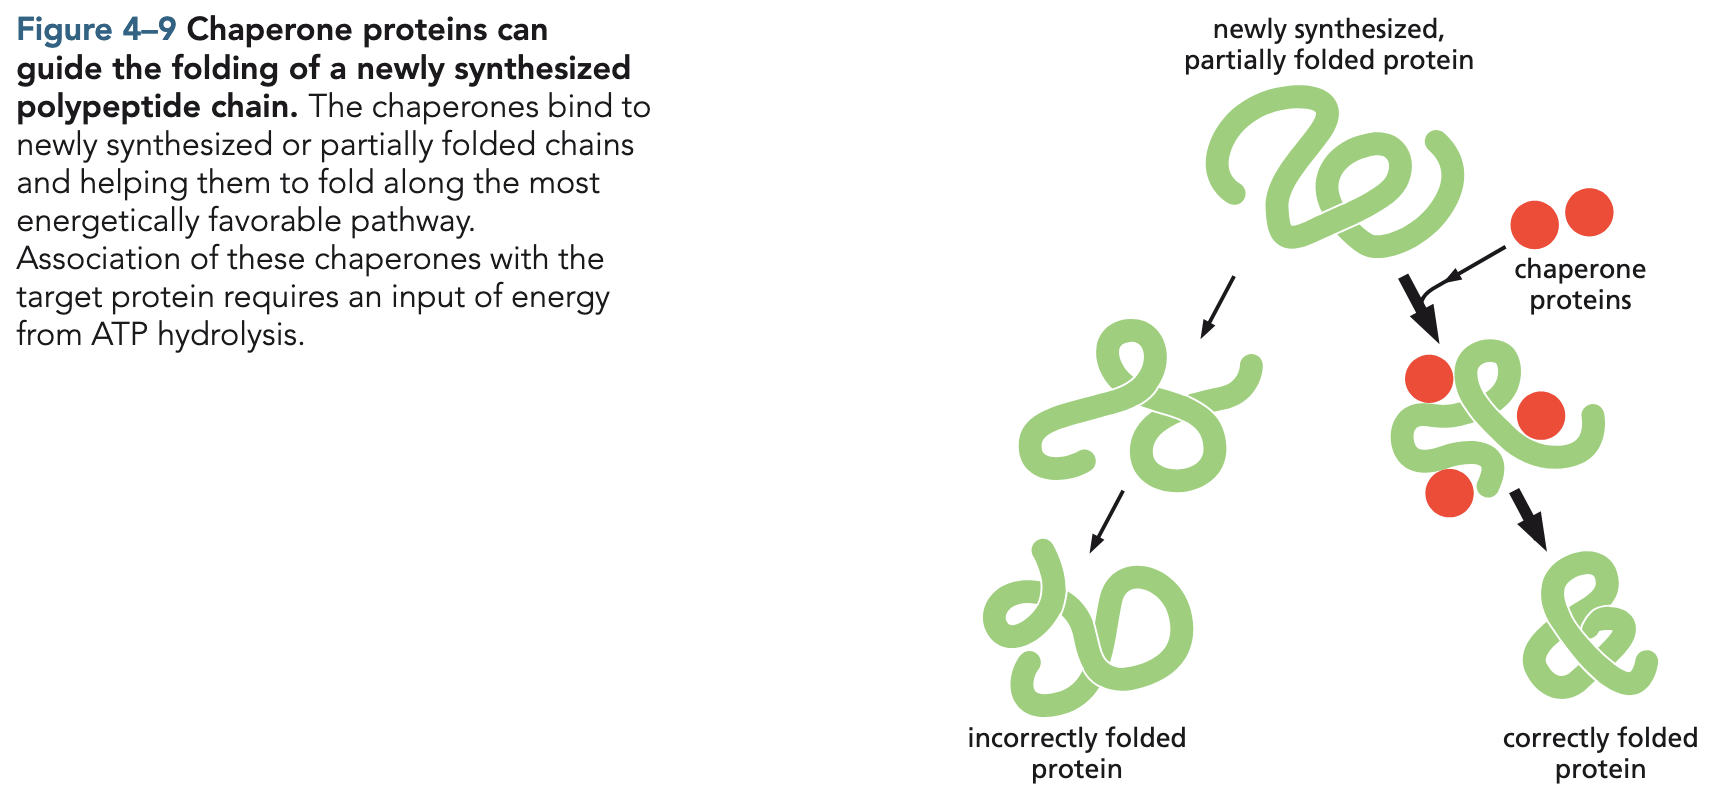 Figure 4–9 Chaperone proteins can
guide the folding of a newly synthesized
polypeptide chain. The chaperones bind to
newly synthesized or partially folded chains
and helping them to fold along the most
energetically favorable pathway.
Association of these chaperones with the
target protein requires an input of energy
from ATP hydrolysis.
newly synthesized,
partially folded protein
chaperone
proteins
incorrectly folded
protein
correctly folded
protein